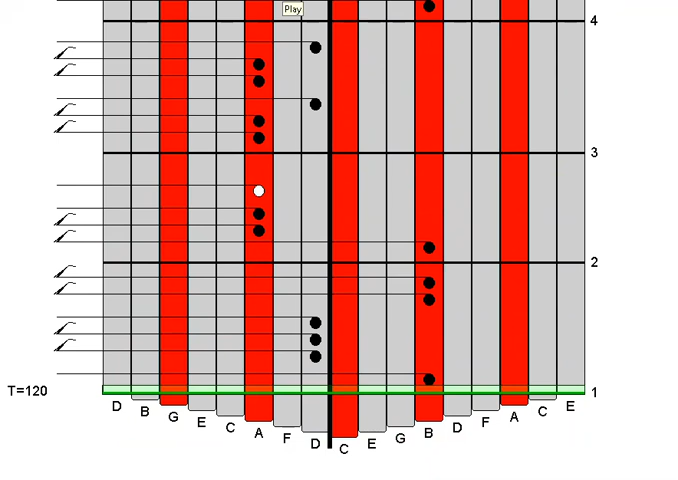 Play
4
3
2
T=120
1
D B G E C A F D C E G B D F A C E